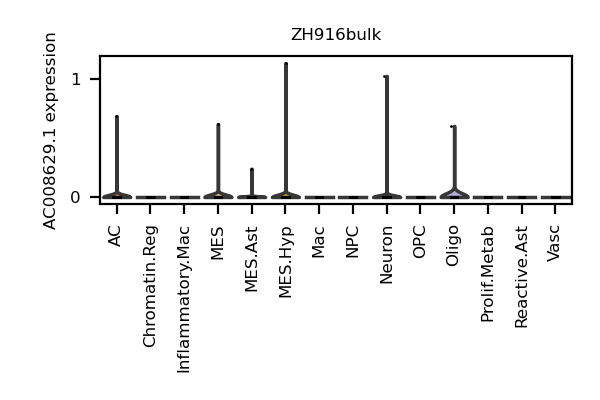 ZH916bulk
AC008629.1 expression
1
0
AC
Chromatin.Reg
Inflammatory.Mac
MES
MES.Ast
MES.Hyp
Mac
NPC
Neuron
OPC
Oligo
Prolif.Metab
Reactive.Ast
Vasc